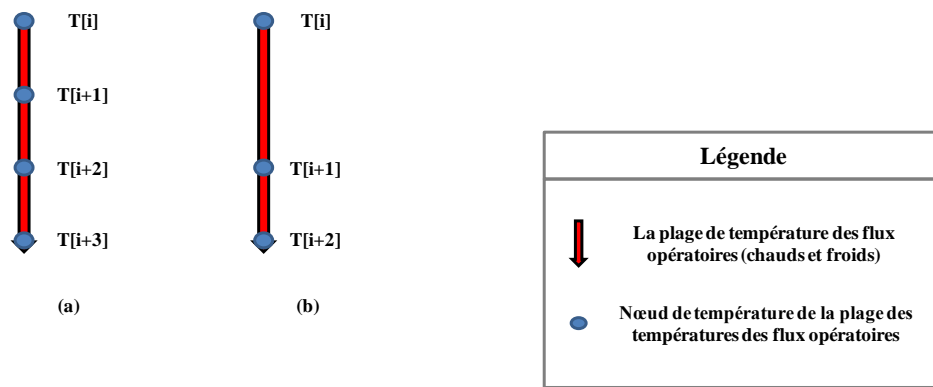 T[i]
T[i+1]
T[i+2]
T[i+3]
(a)
T[i]
T[i+1]
T[i+2]
(b)
Légende
La plage de température des flux
opératoires (chauds et froids)
Nœud de température de la plage des
températures des flux opératoires